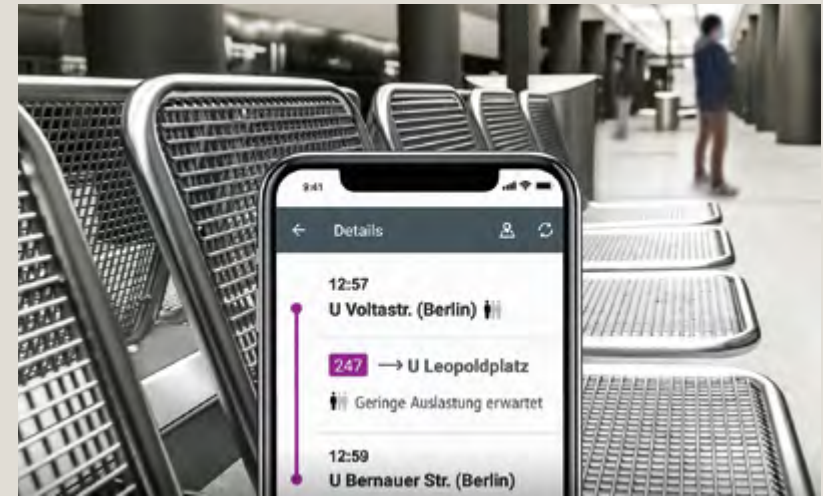 9:41
Details
12:57
U Voltastr. (Berlin)
247 → U Leopoldplatz
Geringe Auslastung erwartet
12:59
U Bernauer Str. (Berlin)